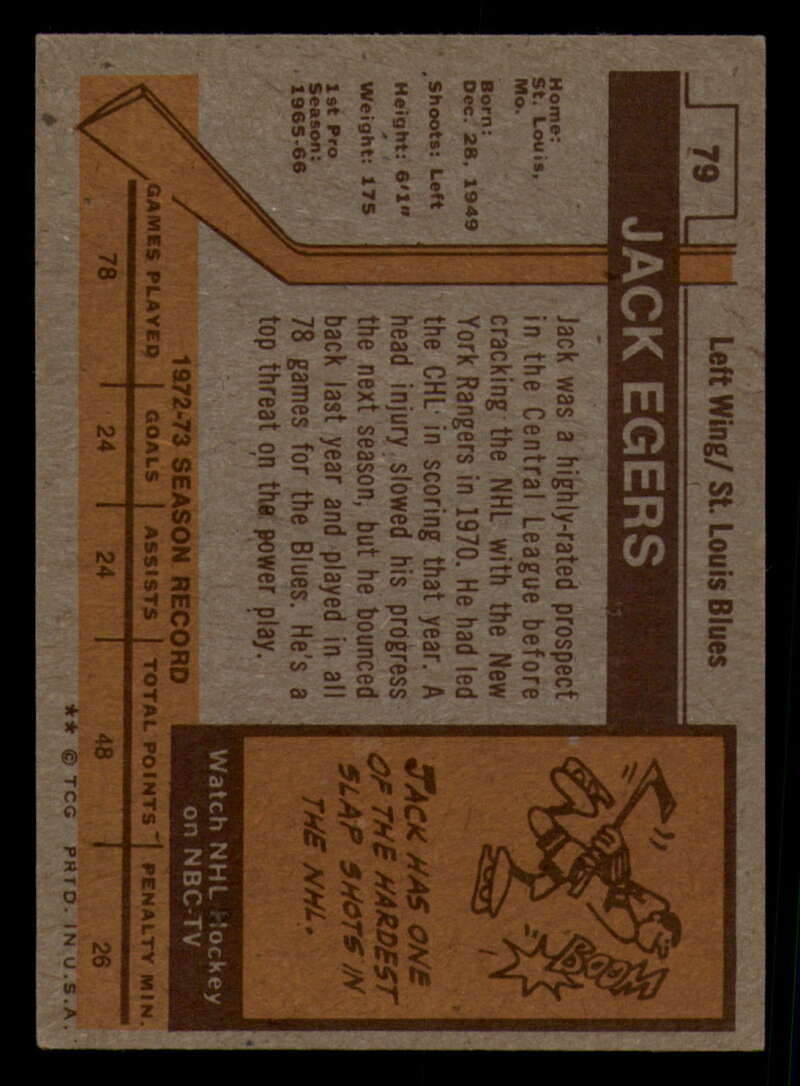 79
Left Wing/ St. Louis Blues
JACK EGERS
Home:
St. Louis,
Mo.
Born:
Dec. 28, 1949
Shoots: Left
Height: 6'1"
Weight: 175
1st Pro
Season:
1965-66
Jack was a highly-rated prospect
in the Central League before
cracking the NHL with the New
York Rangers in 1970. He had led
the CHL in scoring that year. A
head injury slowed his progress
the next season, but he bounced
back last year and played in all
78 games for the Blues. He's a
top threat on the power play.
BOOM
JACK HAS ONE
OF THE HARDEST
SLAP SHOTS IN
THE NHL.
Watch NHL Hockey
on NBC-TV
1972-73 SEASON RECORD
GAMES PLAYED GOALS ASSISTS TOTAL POINTS PENALTY MIN.
78 24 24 48 26
** © TCG PRTD. IN U.S.A.